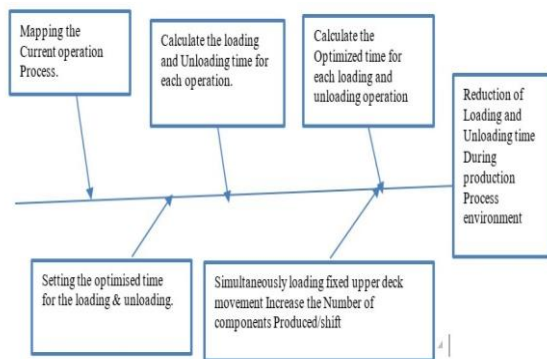 Mapping the
Current operation
Process.
Calculate the loading
and Unloading time for
each operation.
Calculate the
Optimized time for
each loading and
unloading operation
Reduction of
Loading and
Unloading time
During
production
Process
environment
Setting the optimised time
for the loading & unloading.
Simultaneously loading fixed upper deck
movement Increase the Number of
components Produced/shift